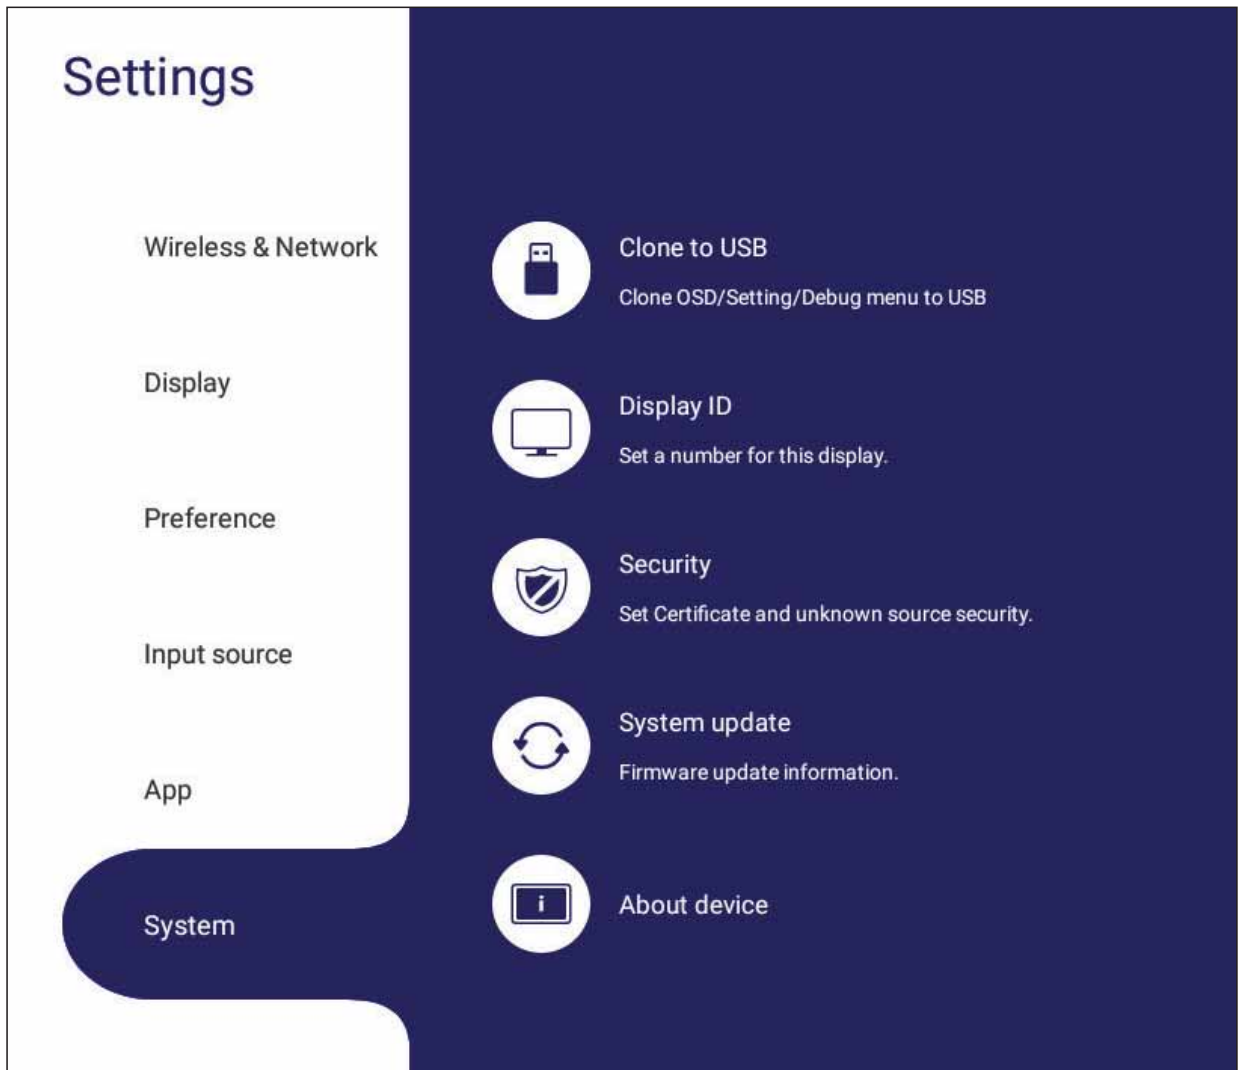 Settings
Wireless & Network
Display
Preference
Input source
App
System
Clone to USB
Clone OSD/Setting/Debug menu to USB
Display ID
Set a number for this display.
Security
Set Certificate and unknown source security.
System update
Firmware update information.
i
About device